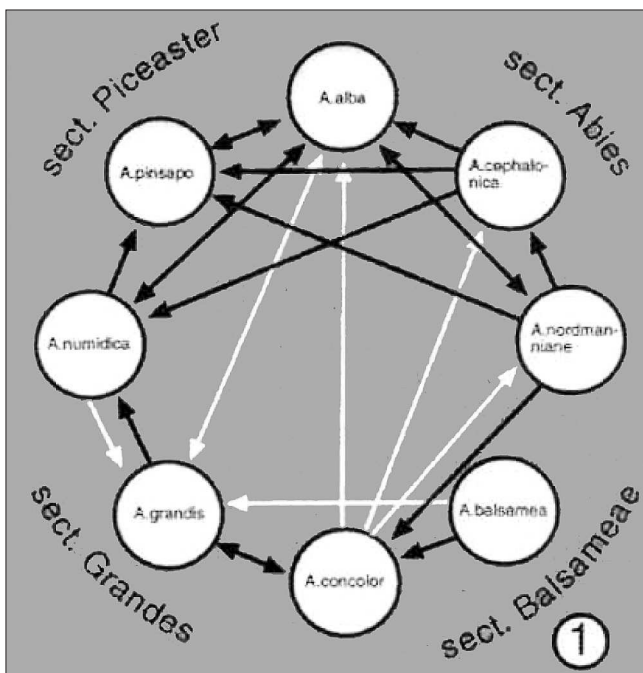 sect. Piceaster
sect. Abies
A.alba
A.pinsapo
A.cephalo-
nica
A.numidica
A.nordman-
niane
A.grandis
A.balsamea
A.concolor
sect. Grandes
sect. Balsameae
1